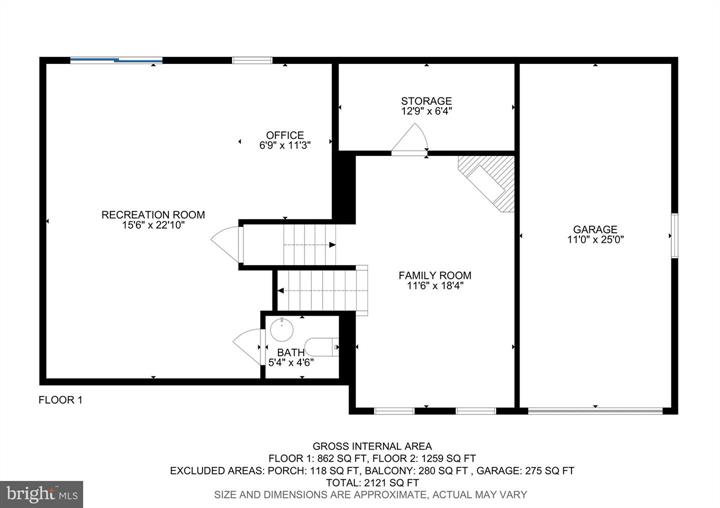 STORAGE
12'9" x 6'4"
OFFICE
6'9" x 11'3"
RECREATION ROOM
15'6" x 22'10"
GARAGE
11'0" x 25'0"
FAMILY ROOM
11'6" x 18'4"
BATH
5'4" x 4'6"
FLOOR 1
GROSS INTERNAL AREA
FLOOR 1: 862 SQ FT, FLOOR 2: 1259 SQ FT
EXCLUDED AREAS: PORCH: 118 SQ FT, BALCONY: 280 SQ FT , GARAGE: 275 SQ FT
TOTAL: 2121 SQ FT
SIZE AND DIMENSIONS ARE APPROXIMATE, ACTUAL MAY VARY
bright MLS